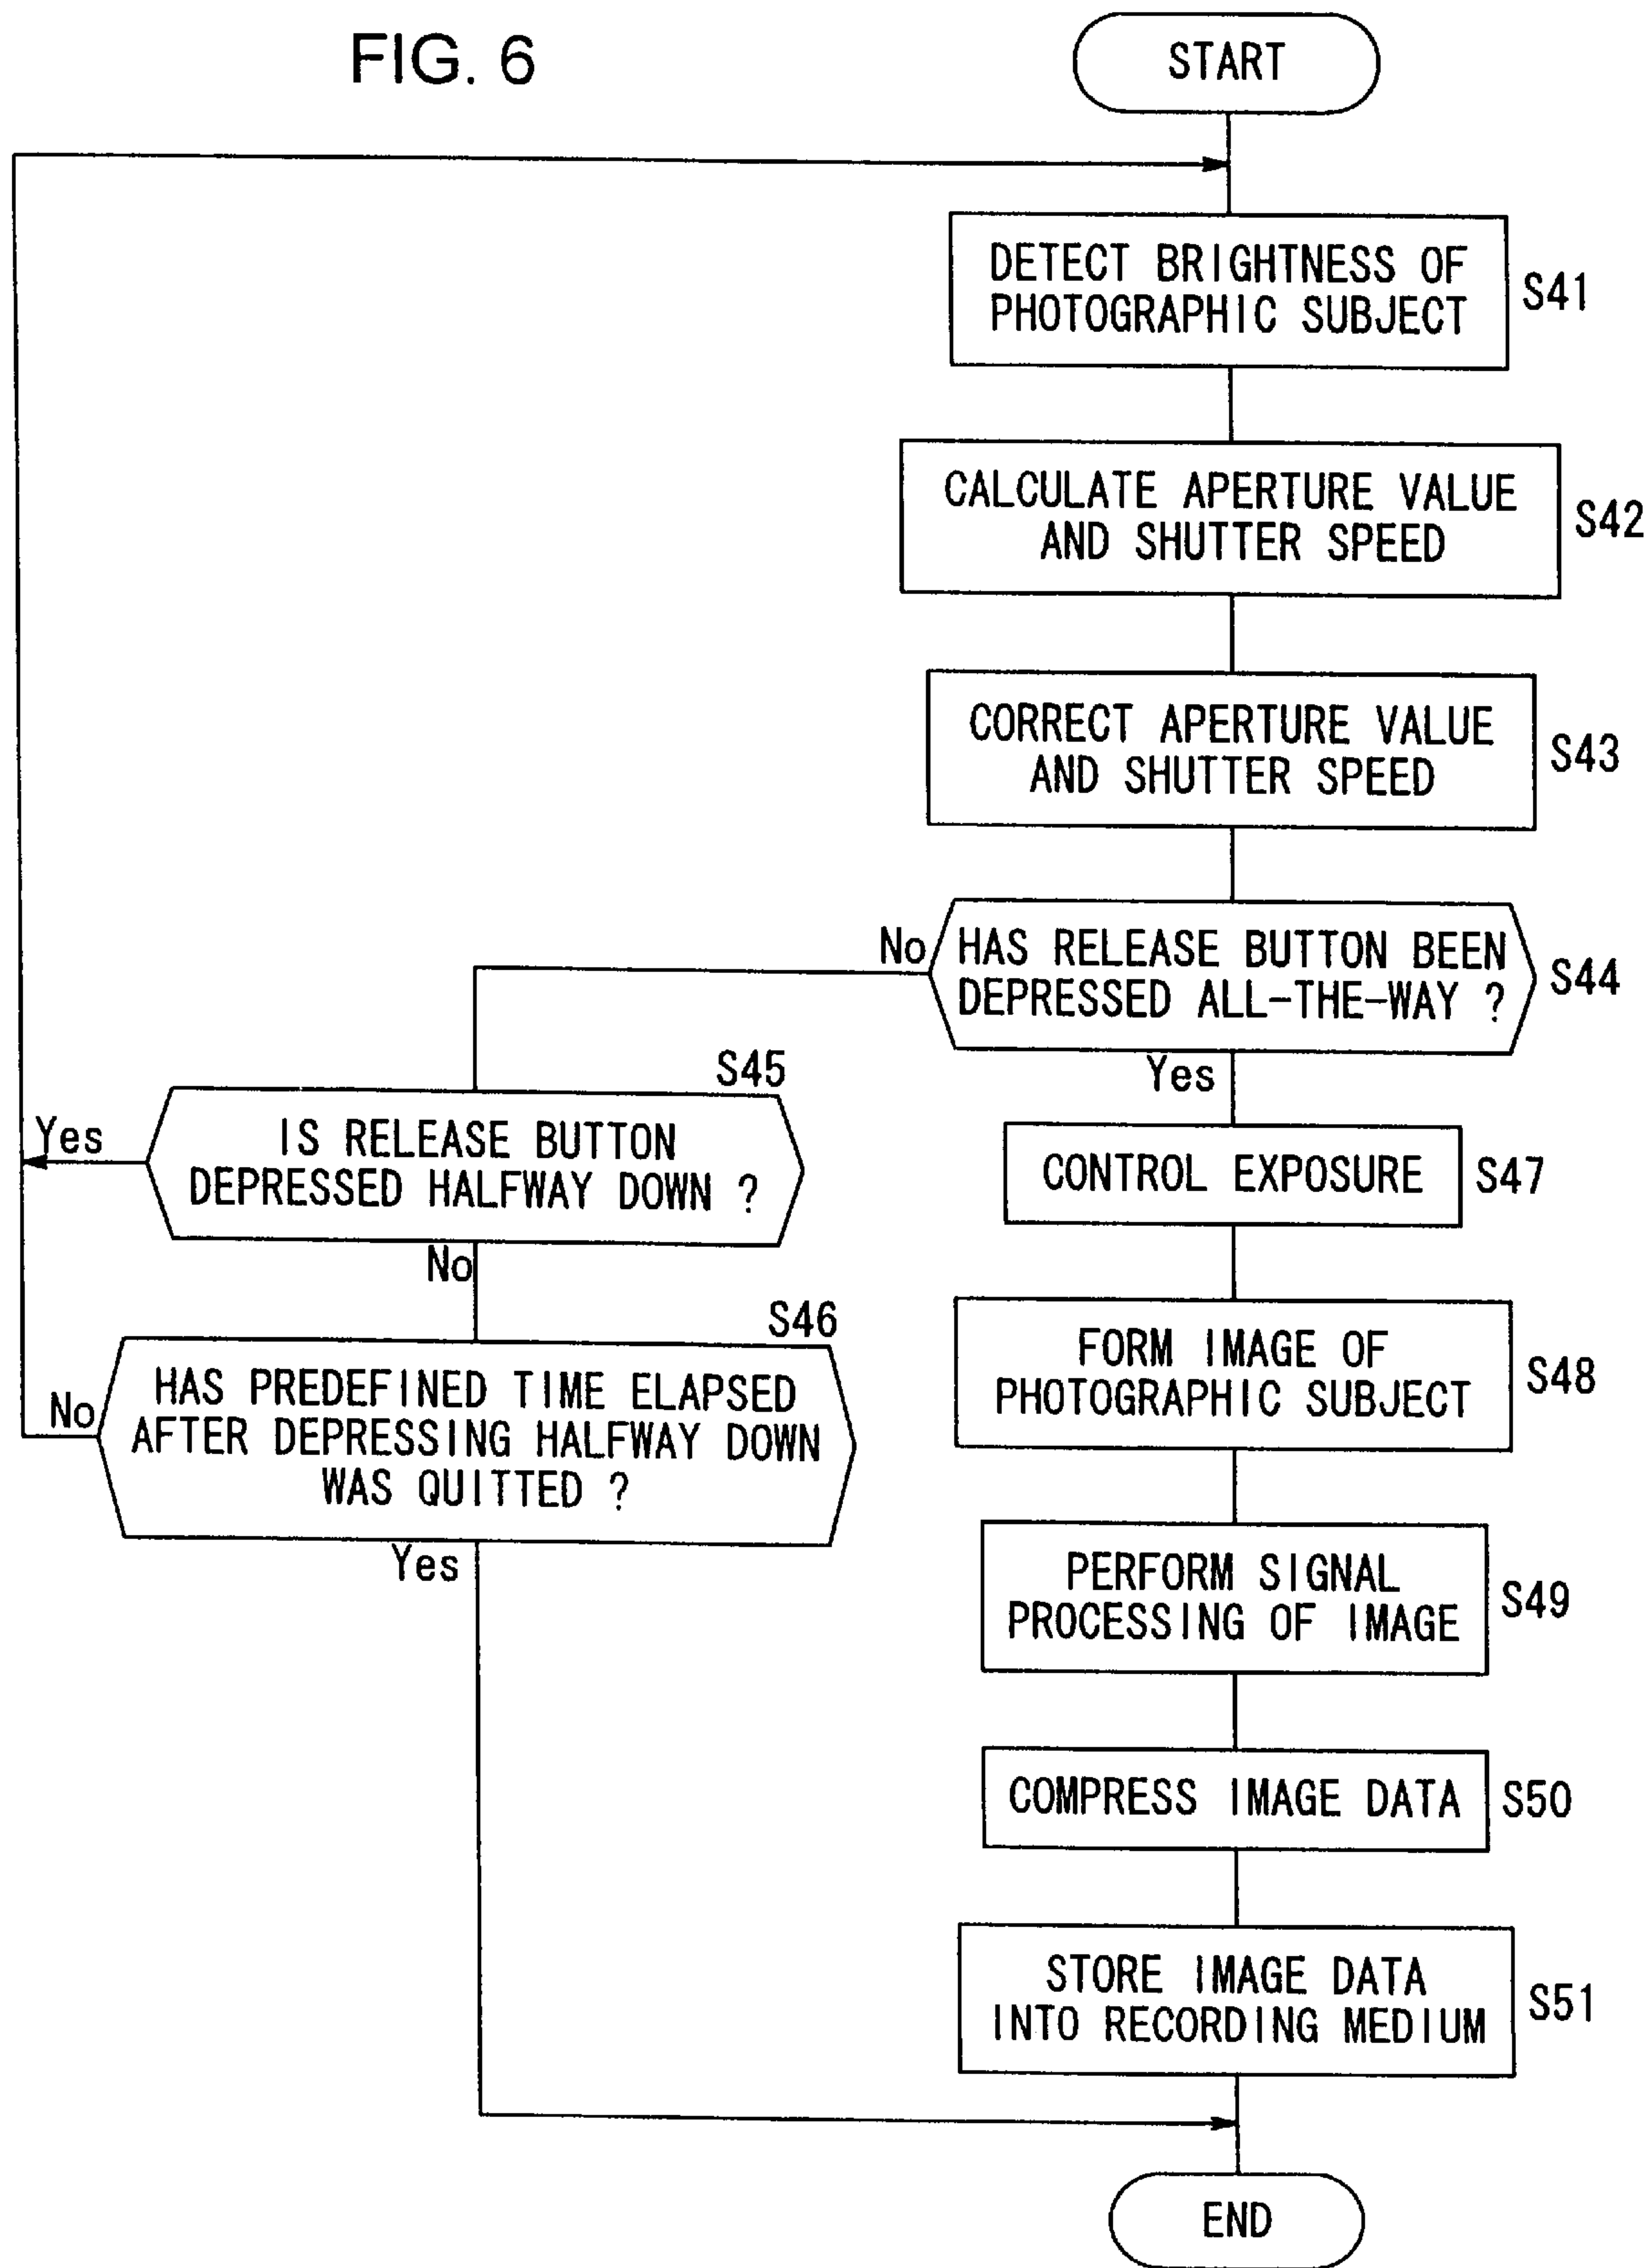 FIG. 6
START
DETECT BRIGHTNESS OF
PHOTOGRAPHIC SUBJECT
S41
CALCULATE APERTURE VALUE
AND SHUTTER SPEED
S42
CORRECT APERTURE VALUE
AND SHUTTER SPEED
S43
No
HAS RELEASE BUTTON BEEN
DEPRESSED ALL-THE-WAY ?
S44
Yes
S45
Yes
IS RELEASE BUTTON
DEPRESSED HALFWAY DOWN ?
No
S46
No
HAS PREDEFINED TIME ELAPSED
AFTER DEPRESSING HALFWAY DOWN
WAS QUITTED ?
Yes
CONTROL EXPOSURE
S47
FORM IMAGE OF
PHOTOGRAPHIC SUBJECT
S48
PERFORM SIGNAL
PROCESSING OF IMAGE
S49
COMPRESS IMAGE DATA
S50
STORE IMAGE DATA
INTO RECORDING MEDIUM
S51
END